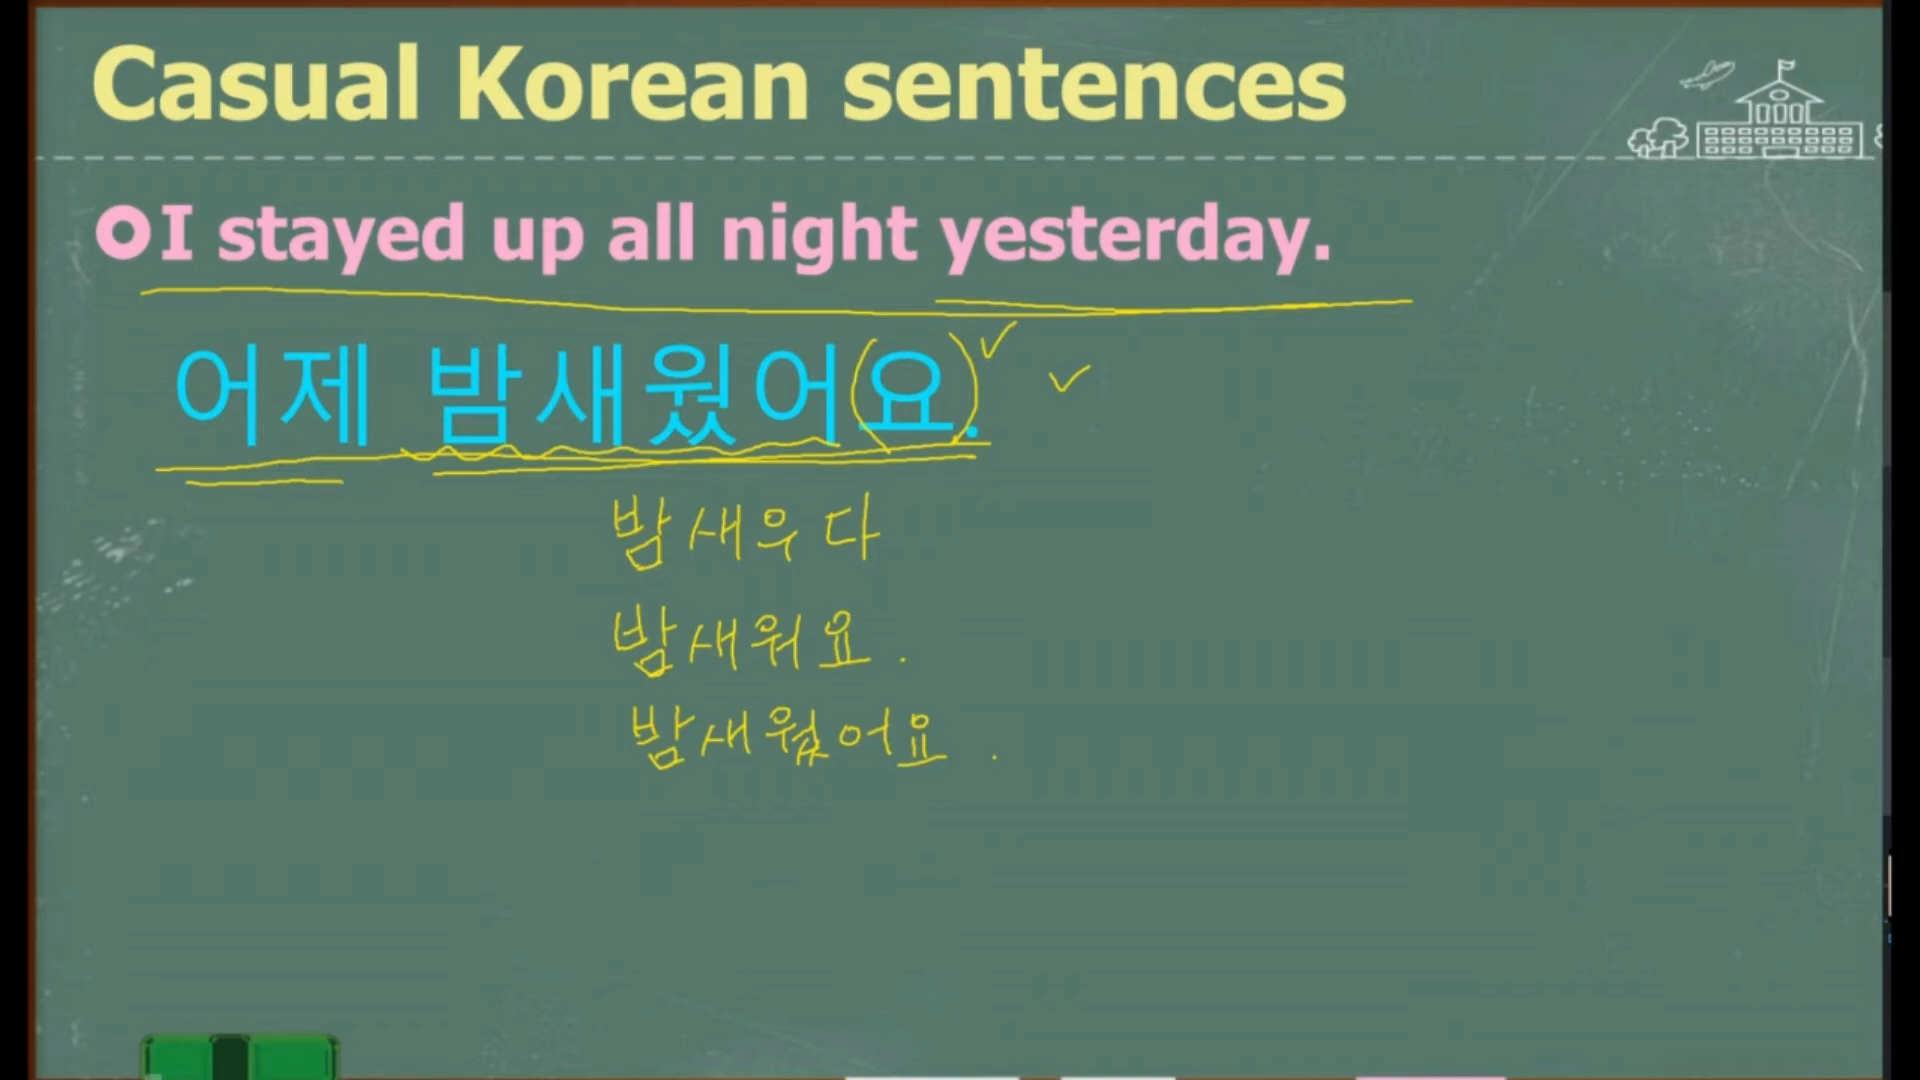 Casual Korean sentences
I stayed up all night yesterday.
어제 밤새웠어요.
밤새우다
밤새워요.
밤새웠어요.